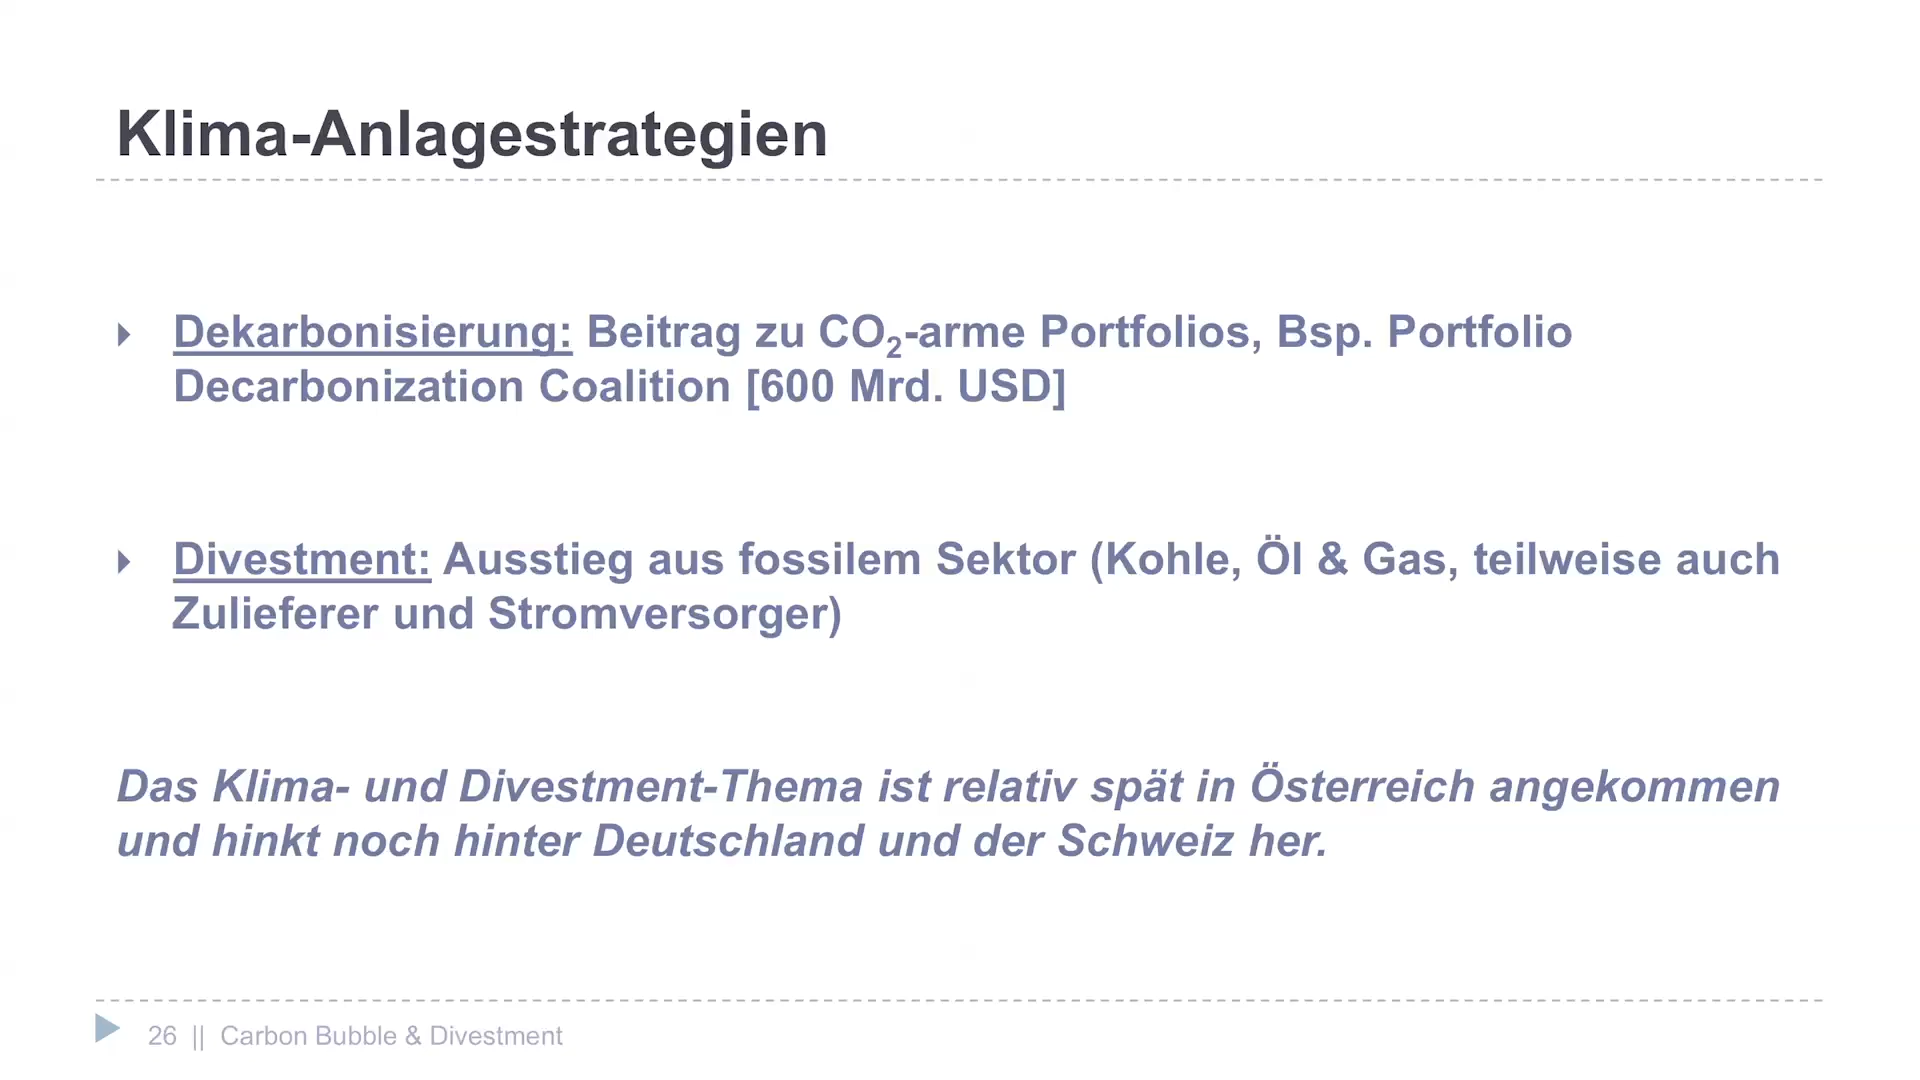 Klima-Anlagestrategien
Dekarbonisierung: Beitrag zu CO₂-arme Portfolios, Bsp. Portfolio
Decarbonization Coalition [600 Mrd. USD]
Divestment: Ausstieg aus fossilem Sektor (Kohle, Öl & Gas, teilweise auch
Zulieferer und Stromversorger)
Das Klima- und Divestment-Thema ist relativ spät in Österreich angekommen
und hinkt noch hinter Deutschland und der Schweiz her.
26 || Carbon Bubble & Divestment